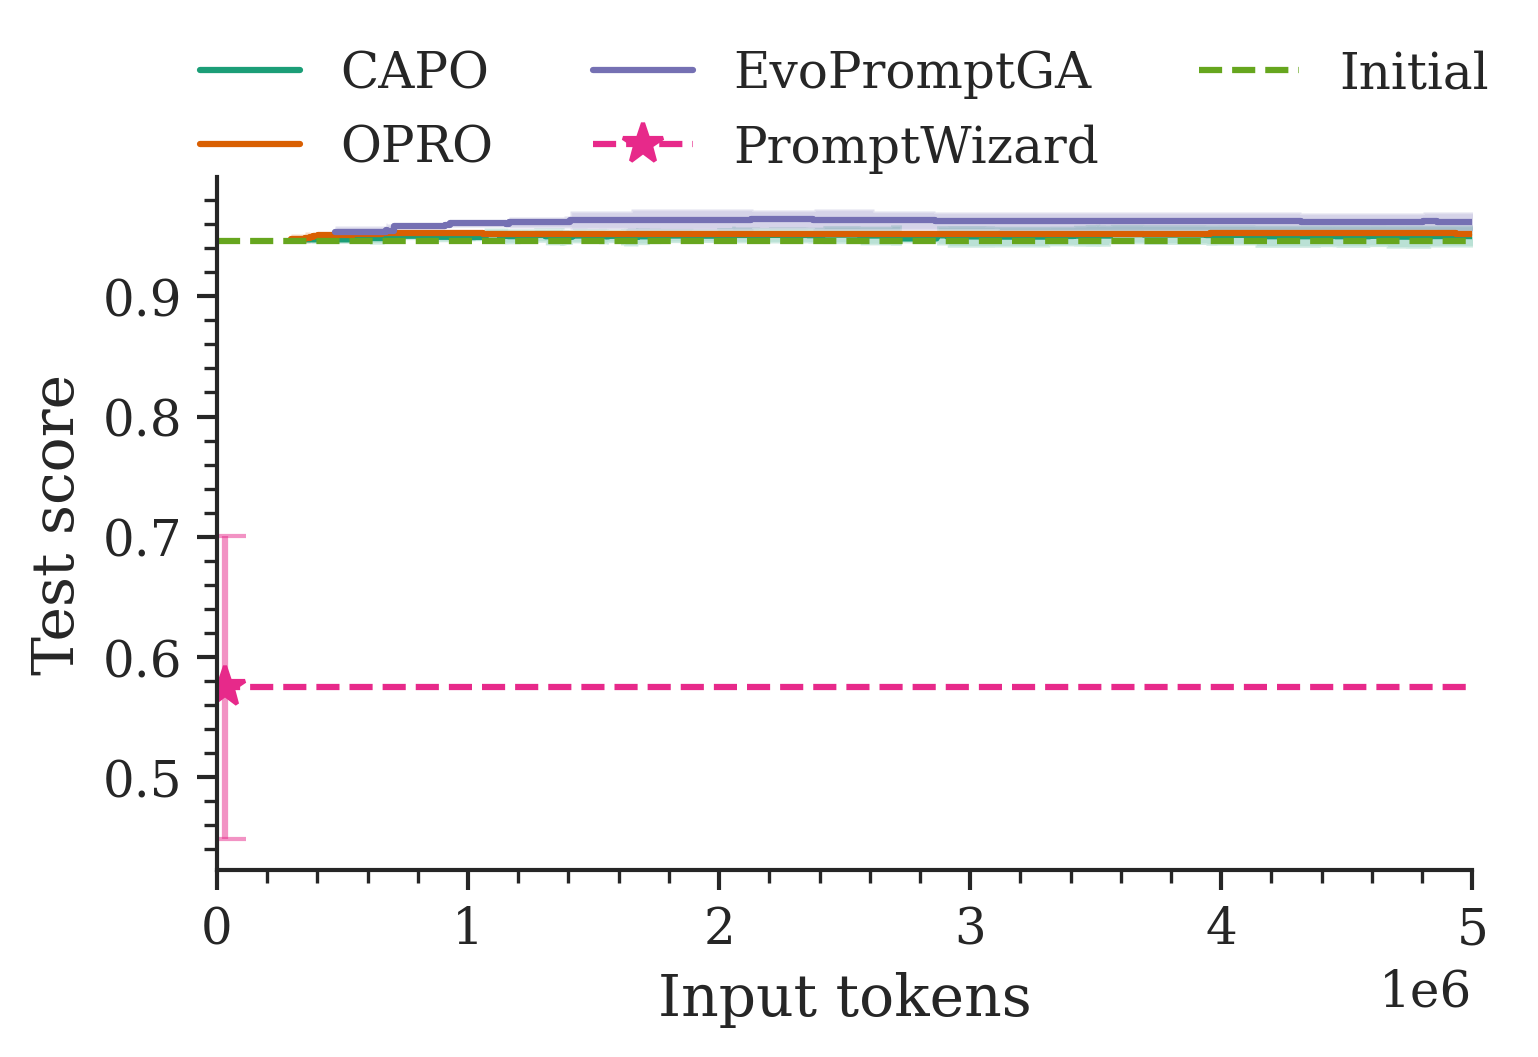 CAPO
EvoPromptGA
Initial
OPRO
PromptWizard
0.9
0.8
0.7
0.6
0.5
Test score
0
1
2
3
4
5
Input tokens
1e6